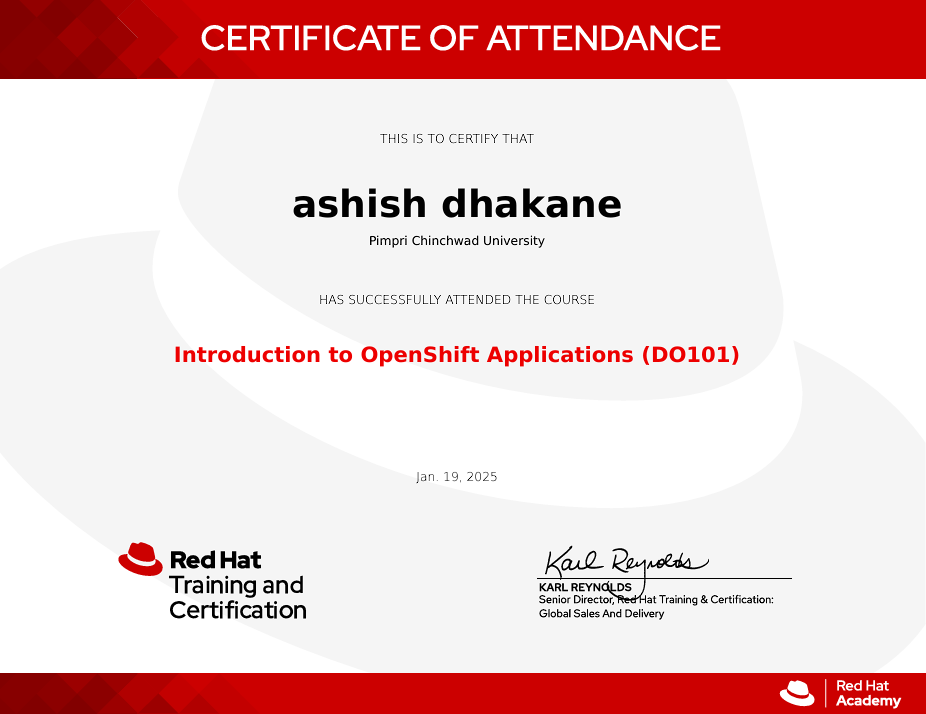 CERTIFICATE OF ATTENDANCE
THIS IS TO CERTIFY THAT
ashish dhakane
Pimpri Chinchwad University
HAS SUCCESSFULLY ATTENDED THE COURSE
Introduction to OpenShift Applications (DO101)
Jan. 19, 2025
Red Hat
Training and
Certification
Karl Reynolds
KARL REYNOLDS
Senior Director, Red Hat Training & Certification:
Global Sales And Delivery
Red Hat
Academy